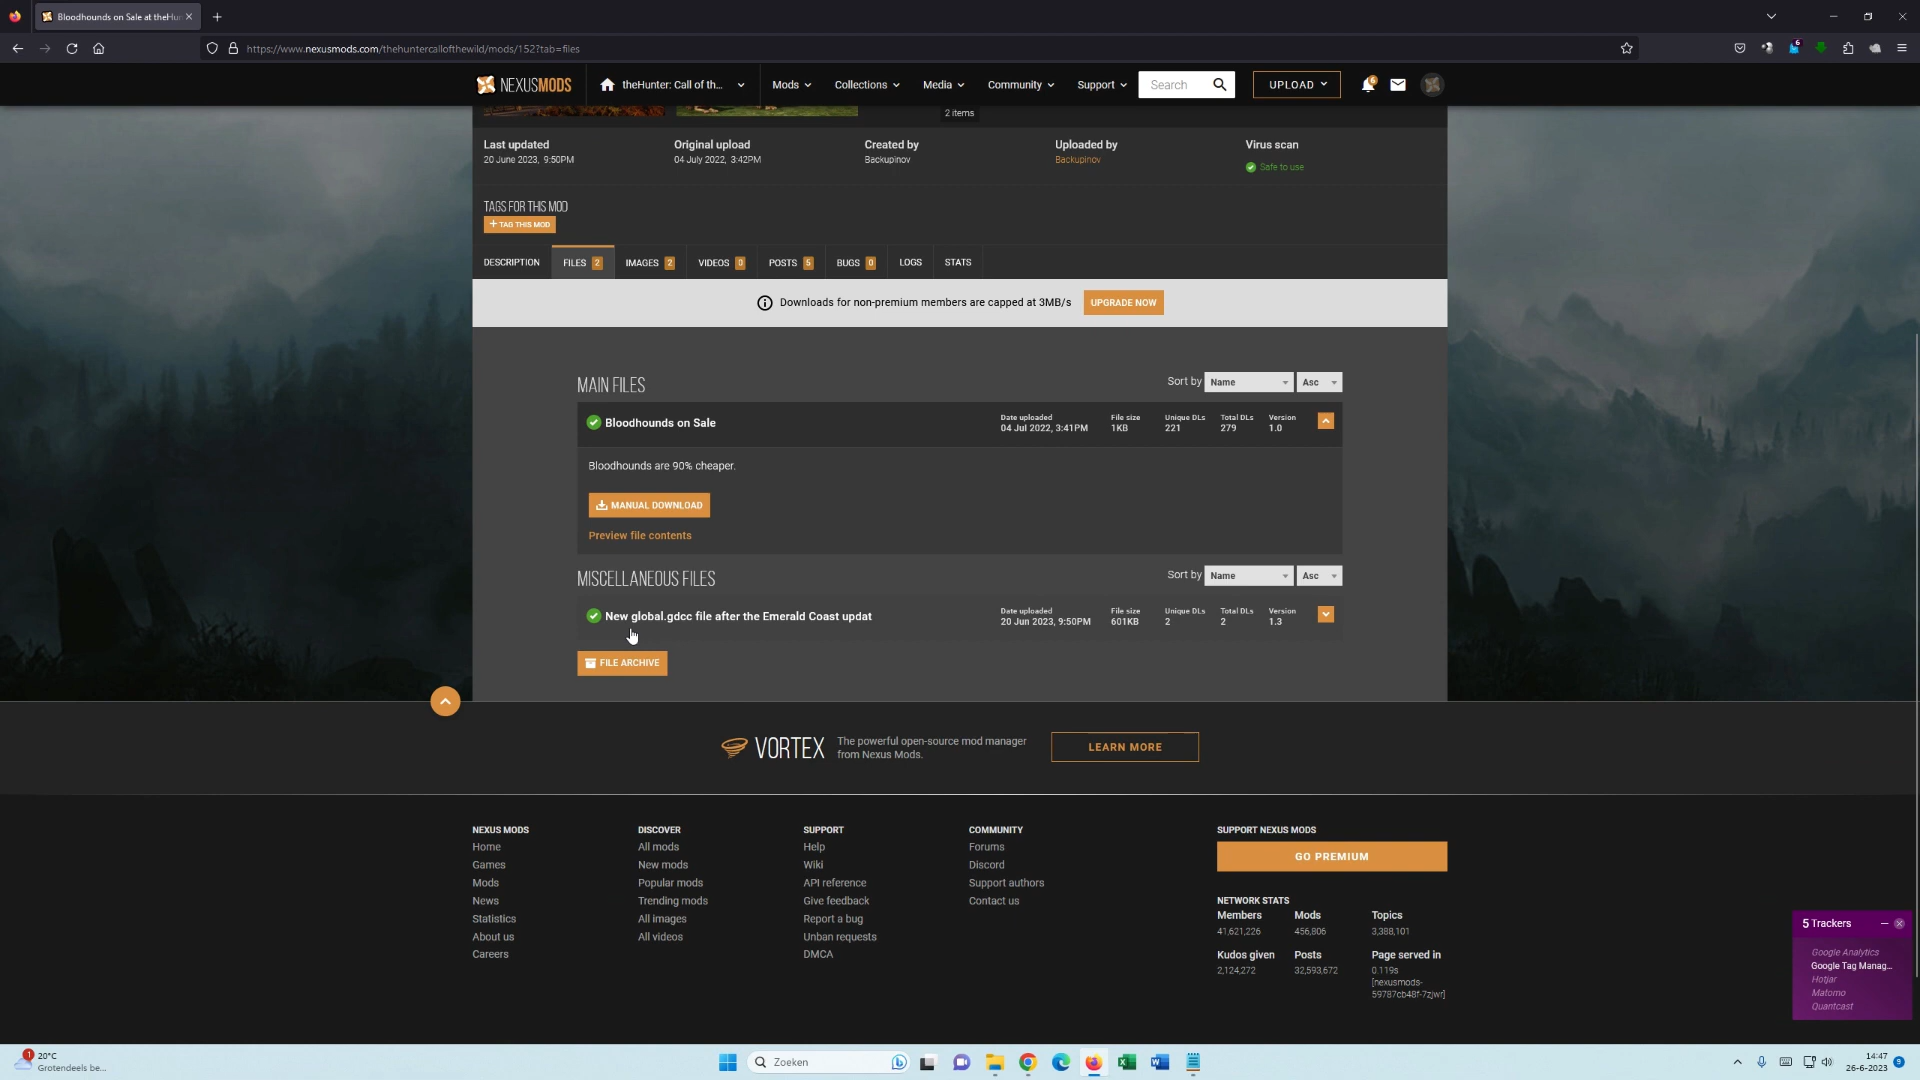 Bloodhounds on Sale at theHun
https://www.nexusmods.com/thehuntercallofthewild/mods/152?tab=files
6
NEXUSMODS
theHunter: Call of th...
Mods
Collections
Media
Community
Support
Search
UPLOAD
6
2 items
Last updated
20 June 2023, 9:50PM
Original upload
04 July 2022, 3:42PM
Created by
Backupinov
Uploaded by
Backupinov
Virus scan
Safe to use
TAGS FOR THIS MOD
+ TAG THIS MOD
DESCRIPTION
FILES 2
IMAGES 2
VIDEOS 0
POSTS 5
BUGS 0
LOGS
STATS
Downloads for non-premium members are capped at 3MB/s
UPGRADE NOW
MAIN FILES
Sort by Name Asc
Bloodhounds on Sale
Date uploaded
04 Jul 2022, 3:41PM
File size
1KB
Unique DLs
221
Total DLs
279
Version
1.0
Bloodhounds are 90% cheaper.
MANUAL DOWNLOAD
Preview file contents
MISCELLANEOUS FILES
Sort by Name Asc
New global.gdcc file after the Emerald Coast updat
Date uploaded
20 Jun 2023, 9:50PM
File size
601KB
Unique DLs
2
Total DLs
2
Version
1.3
FILE ARCHIVE
VORTEX
The powerful open-source mod manager
from Nexus Mods.
LEARN MORE
NEXUS MODS
Home
Games
Mods
News
Statistics
About us
Careers
DISCOVER
All mods
New mods
Popular mods
Trending mods
All images
All videos
SUPPORT
Help
Wiki
API reference
Give feedback
Report a bug
Unban requests
DMCA
COMMUNITY
Forums
Discord
Support authors
Contact us
SUPPORT NEXUS MODS
GO PREMIUM
NETWORK STATS
Members
41,621,226
Mods
456,806
Topics
3,388,101
Kudos given
2,124,272
Posts
32,593,672
Page served in
0.119s
[nexusmods-
59787cb48f-7zjwr]
5 Trackers
Google Analytics
Google Tag Manag...
Hotjar
Matomo
Quantcast
1
20°C
Grotendeels be...
Zoeken
14:47
26-6-2023
9